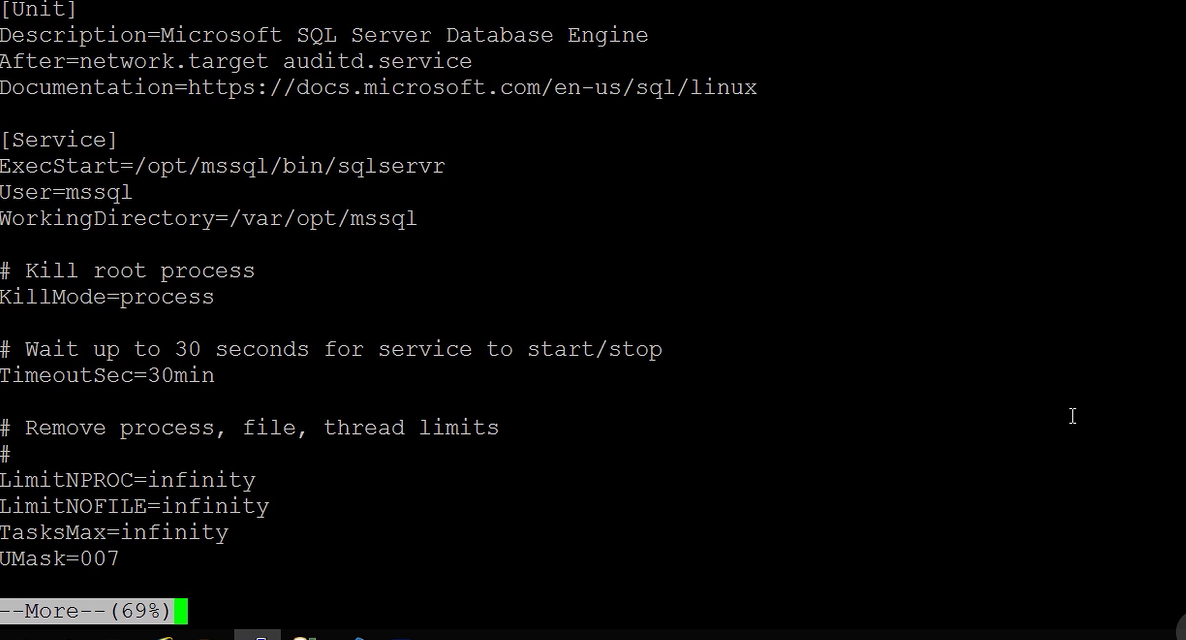 [Unit]
Description=Microsoft SQL Server Database Engine
After=network.target auditd.service
Documentation=https://docs.microsoft.com/en-us/sql/linux
[Service]
ExecStart=/opt/mssql/bin/sqlservr
User=mssql
WorkingDirectory=/var/opt/mssql
# Kill root process
KillMode=process
# Wait up to 30 seconds for service to start/stop
TimeoutSec=30min
# Remove process, file, thread limits
#
LimitNPROC=infinity
LimitNOFILE=infinity
TasksMax=infinity
UMask=007
--More--(69%)